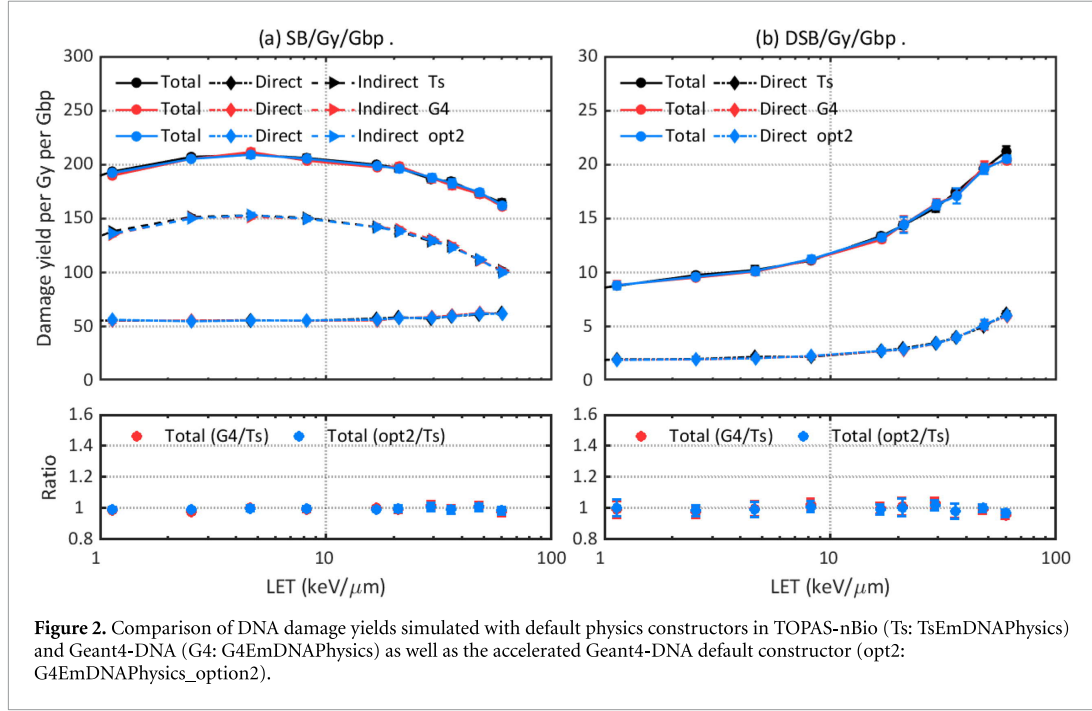 (a) SB/Gy/Gbp .
(b) DSB/Gy/Gbp .
Damage yield per Gy per Gbp
300
250
200
150
100
50
0
Total Direct Indirect Ts
Total Direct Indirect G4
Total Direct Indirect opt2
30
25
20
15
10
5
0
Total Direct Ts
Total Direct G4
Total Direct opt2
Ratio
1.6
1.4
1.2
1
0.8
Total (G4/Ts) Total (opt2/Ts)
1 10 100
LET (keV/μm)
1.6
1.4
1.2
1
0.8
Total (G4/Ts) Total (opt2/Ts)
1 10 100
LET (keV/μm)
Figure 2. Comparison of DNA damage yields simulated with default physics constructors in TOPAS-nBio (Ts: TsEmDNAPhysics)
and Geant4-DNA (G4: G4EmDNAPhysics) as well as the accelerated Geant4-DNA default constructor (opt2:
G4EmDNAPhysics_option2).